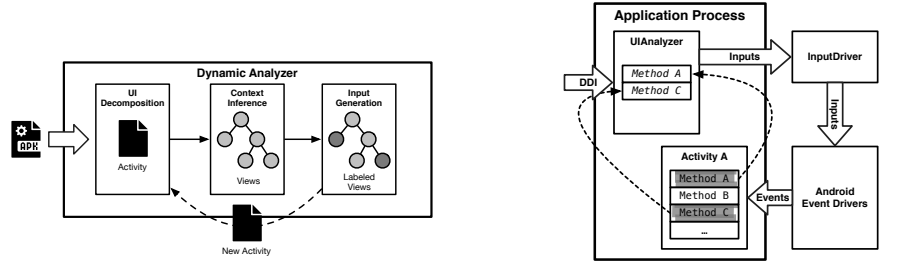 Dynamic Analyzer
UI
Decomposition
Activity
Context
Inference
Views
Input
Generation
Labeled
Views
APK
New Activity
Application Process
UIAnalyzer
Method A
Method C
DDI
Inputs
InputDriver
Inputs
Activity A
Method A
Method B
Method C
...
Events
Android
Event Drivers